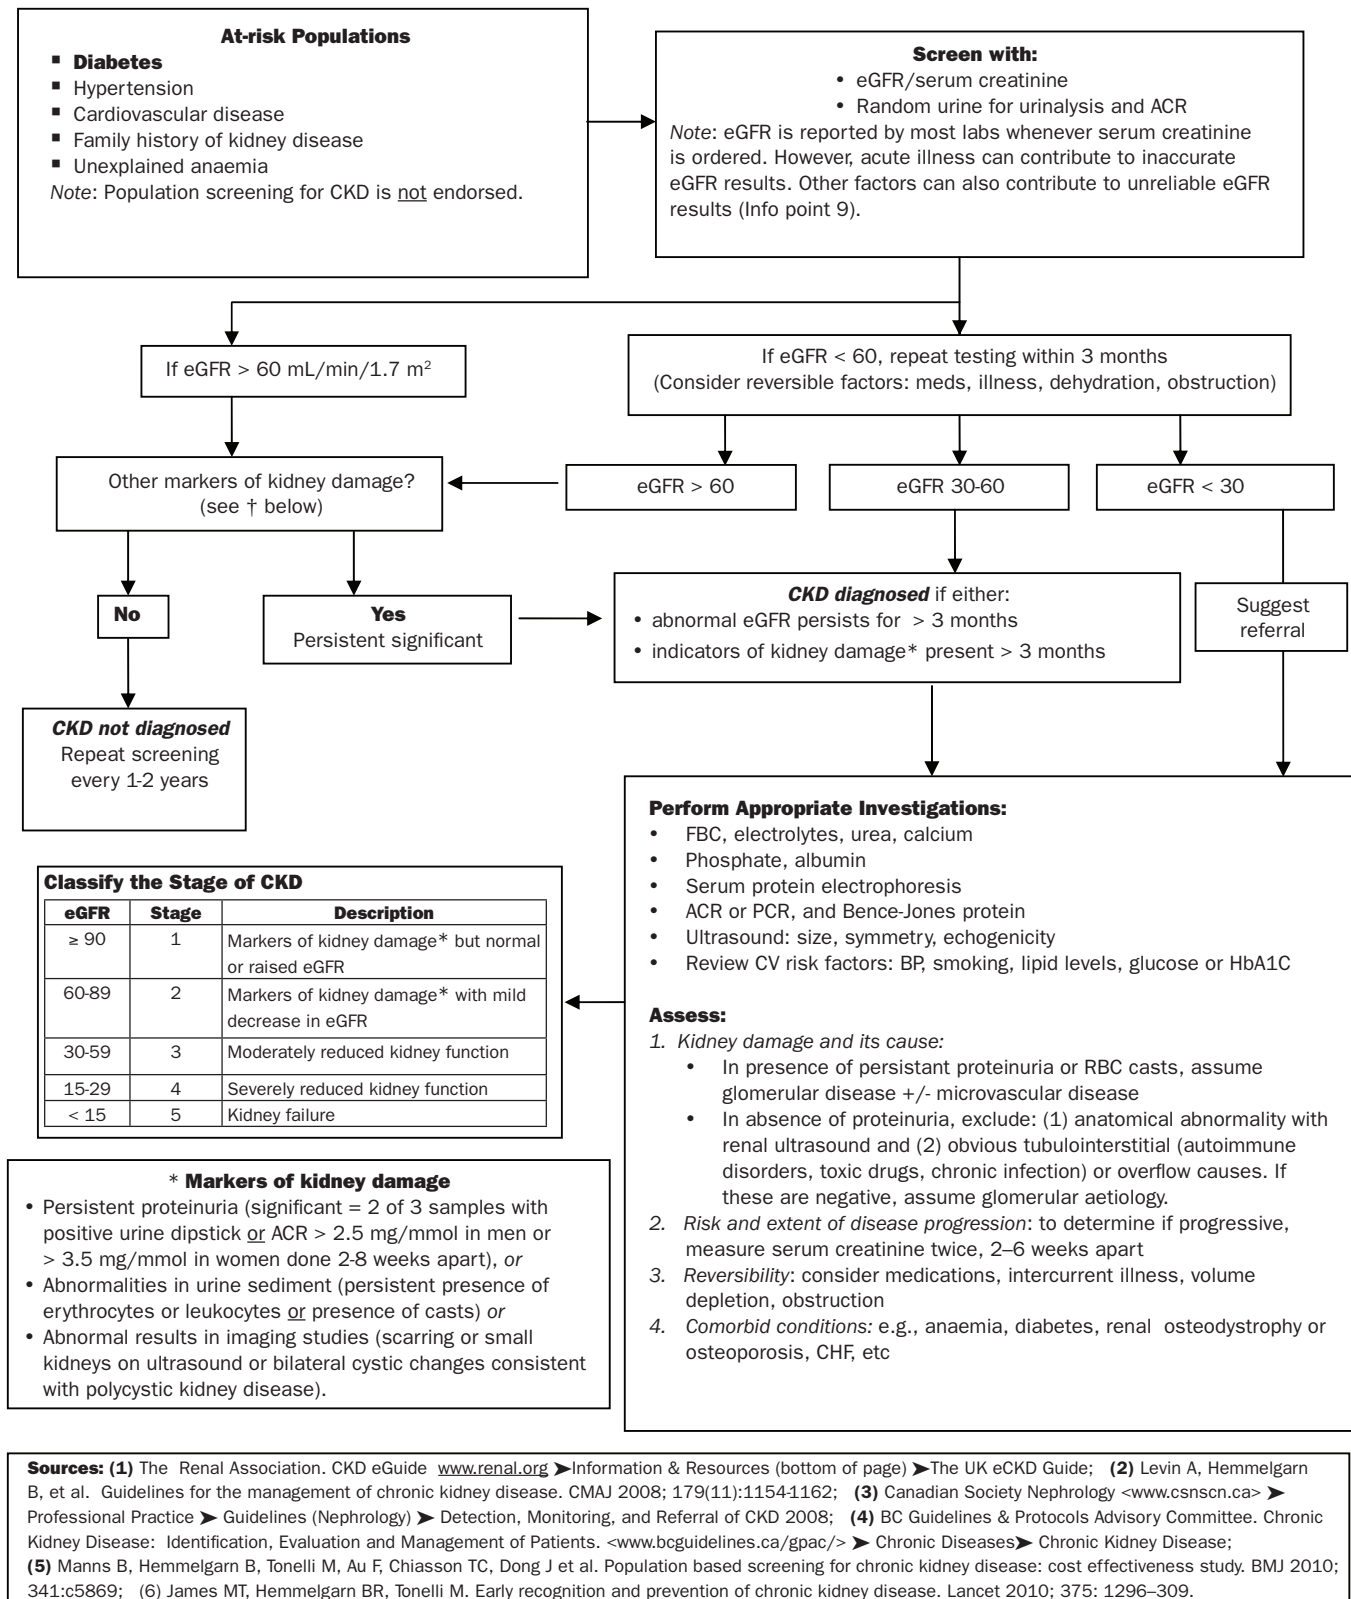 At-risk Populations
▪ Diabetes
▪ Hypertension
▪ Cardiovascular disease
▪ Family history of kidney disease
▪ Unexplained anaemia
Note: Population screening for CKD is not endorsed.
Screen with:
• eGFR/serum creatinine
• Random urine for urinalysis and ACR
Note: eGFR is reported by most labs whenever serum creatinine
is ordered. However, acute illness can contribute to inaccurate
eGFR results. Other factors can also contribute to unreliable eGFR
results (Info point 9).
If eGFR > 60 mL/min/1.7 m²
If eGFR < 60, repeat testing within 3 months
(Consider reversible factors: meds, illness, dehydration, obstruction)
Other markers of kidney damage?
(see † below)
eGFR > 60
eGFR 30-60
eGFR < 30
No
Yes
Persistent significant
CKD diagnosed if either:
• abnormal eGFR persists for > 3 months
• indicators of kidney damage* present > 3 months
Suggest
referral
CKD not diagnosed
Repeat screening
every 1-2 years
Perform Appropriate Investigations:
• FBC, electrolytes, urea, calcium
• Phosphate, albumin
• Serum protein electrophoresis
• ACR or PCR, and Bence-Jones protein
• Ultrasound: size, symmetry, echogenicity
• Review CV risk factors: BP, smoking, lipid levels, glucose or HbA1C
Assess:
1. Kidney damage and its cause:
• In presence of persistant proteinuria or RBC casts, assume
glomerular disease +/- microvascular disease
• In absence of proteinuria, exclude: (1) anatomical abnormality with
renal ultrasound and (2) obvious tubulointerstitial (autoimmune
disorders, toxic drugs, chronic infection) or overflow causes. If
these are negative, assume glomerular aetiology.
2. Risk and extent of disease progression: to determine if progressive,
measure serum creatinine twice, 2–6 weeks apart
3. Reversibility: consider medications, intercurrent illness, volume
depletion, obstruction
4. Comorbid conditions: e.g., anaemia, diabetes, renal osteodystrophy or
osteoporosis, CHF, etc
Classify the Stage of CKD
eGFR Stage Description
≥ 90 1 Markers of kidney damage* but normal
or raised eGFR
60-89 2 Markers of kidney damage* with mild
decrease in eGFR
30-59 3 Moderately reduced kidney function
15-29 4 Severely reduced kidney function
< 15 5 Kidney failure
* Markers of kidney damage
• Persistent proteinuria (significant = 2 of 3 samples with
positive urine dipstick or ACR > 2.5 mg/mmol in men or
> 3.5 mg/mmol in women done 2-8 weeks apart), or
• Abnormalities in urine sediment (persistent presence of
erythrocytes or leukocytes or presence of casts) or
• Abnormal results in imaging studies (scarring or small
kidneys on ultrasound or bilateral cystic changes consistent
with polycystic kidney disease).
Sources: (1) The Renal Association. CKD eGuide www.renal.org ➤Information & Resources (bottom of page) ➤The UK eCKD Guide; (2) Levin A, Hemmelgarn
B, et al. Guidelines for the management of chronic kidney disease. CMAJ 2008; 179(11):1154-1162; (3) Canadian Society Nephrology <www.csnscn.ca> ➤
Professional Practice ➤ Guidelines (Nephrology) ➤ Detection, Monitoring, and Referral of CKD 2008; (4) BC Guidelines & Protocols Advisory Committee. Chronic
Kidney Disease: Identification, Evaluation and Management of Patients. <www.bcguidelines.ca/gpac/> ➤ Chronic Diseases➤ Chronic Kidney Disease;
(5) Manns B, Hemmelgarn B, Tonelli M, Au F, Chiasson TC, Dong J et al. Population based screening for chronic kidney disease: cost effectiveness study. BMJ 2010;
341:c5869; (6) James MT, Hemmelgarn BR, Tonelli M. Early recognition and prevention of chronic kidney disease. Lancet 2010; 375: 1296–309.